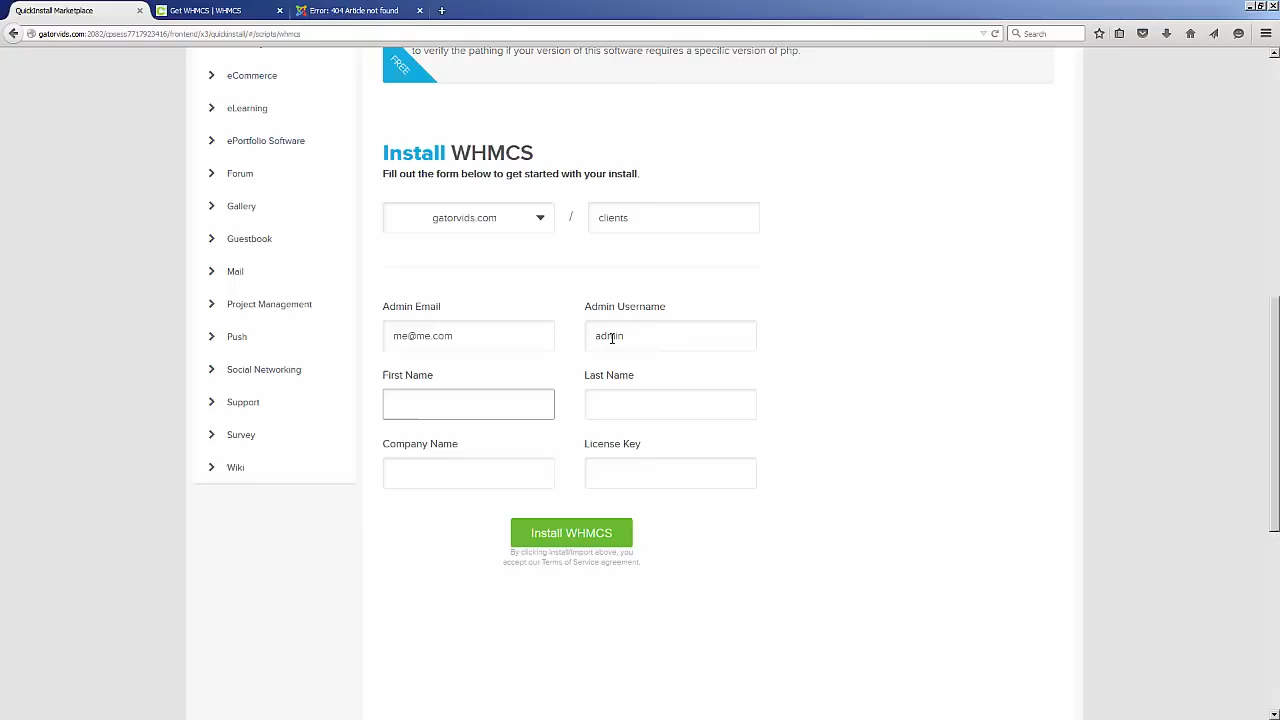 QuickInstall Marketplace
Get WHMCS | WHMCS
Error: 404 Article not found
gatorvids.com:2082/cpsess7717923416/frontend/x3/quickinstall/#/scripts/whmcs
Search
to verify the pathing if your version of this software requires a specific version of php.
FREE
eCommerce
eLearning
ePortfolio Software
Forum
Gallery
Guestbook
Mail
Project Management
Push
Social Networking
Support
Survey
Wiki
Install WHMCS
Fill out the form below to get started with your install.
gatorvids.com / clients
Admin Email Admin Username
me@me.com admin
First Name Last Name
Company Name License Key
Install WHMCS
By clicking Install/Import above, you
accept our Terms of Service agreement.